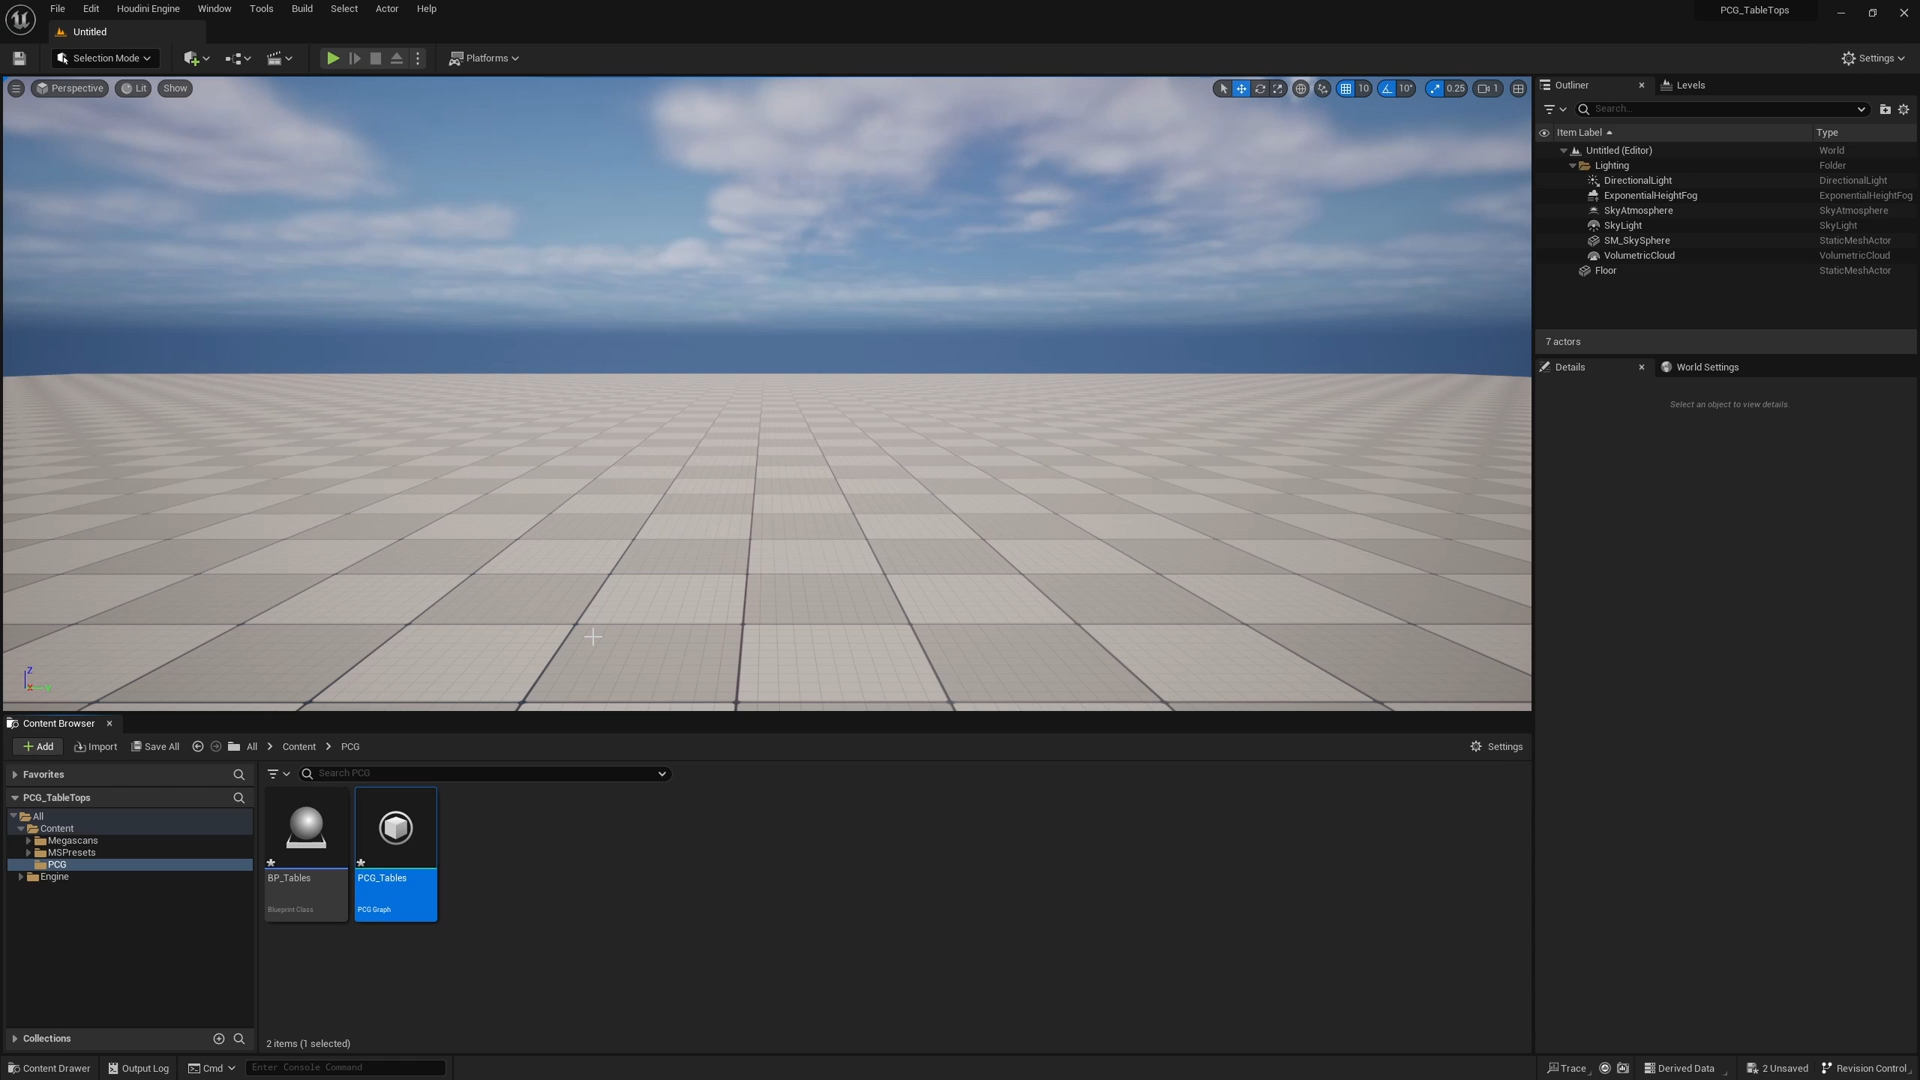 File Edit Houdini Engine Window Tools Build Select Actor Help
PCG_TableTops
Untitled
Selection Mode
Platforms
Settings
Perspective Lit Show
10 10° 0.25 1
Outliner Levels
Search...
Item Label Type
Untitled (Editor) World
Lighting Folder
DirectionalLight DirectionalLight
ExponentialHeightFog ExponentialHeightFog
SkyAtmosphere SkyAtmosphere
SkyLight SkyLight
SM_SkySphere StaticMeshActor
VolumetricCloud VolumetricCloud
Floor StaticMeshActor
7 actors
Details World Settings
Select an object to view details.
Z
Content Browser
Add Import Save All All Content PCG Settings
Favorites
Search PCG
PCG_TableTops
All
Content
Megascans
MSPresets
PCG
Engine
BP_Tables PCG_Tables
Blueprint Class PCG Graph
Collections
2 items (1 selected)
Content Drawer Output Log Cmd Enter Console Command
Trace Derived Data 2 Unsaved Revision Control